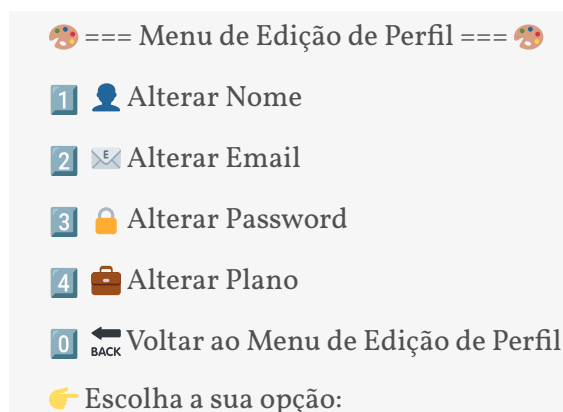 🎨 === Menu de Edição de Perfil === 🎨
1️⃣ 👤 Alterar Nome
2️⃣ 📧 Alterar Email
3️⃣ 🔒 Alterar Password
4️⃣ 💼 Alterar Plano
0️⃣ 🔙 Voltar ao Menu de Edição de Perfil
👉 Escolha a sua opção: